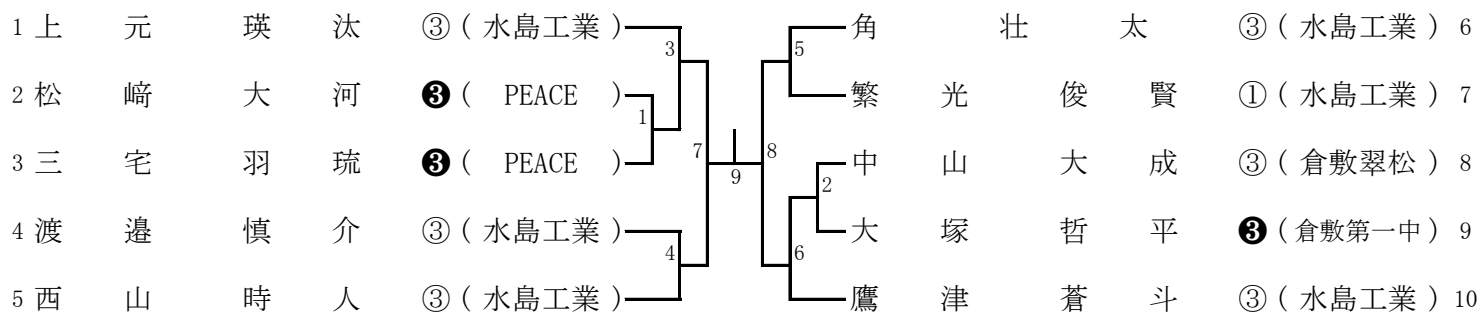 1 上元瑛汰 ③ ( 水島工業 )
2 松﨑大河 ❸ ( PEACE )
3 三宅羽琉 ❸ ( PEACE )
4 渡邉慎介 ③ ( 水島工業 )
5 西山時人 ③ ( 水島工業 )
3
1
7
4
9
角壮太 ③ ( 水島工業 ) 6
繁光俊賢 ① ( 水島工業 ) 7
中山大成 ③ ( 倉敷翠松 ) 8
大塚哲平 ❸ ( 倉敷第一中 ) 9
鷹津蒼斗 ③ ( 水島工業 ) 10
5
8
2
6